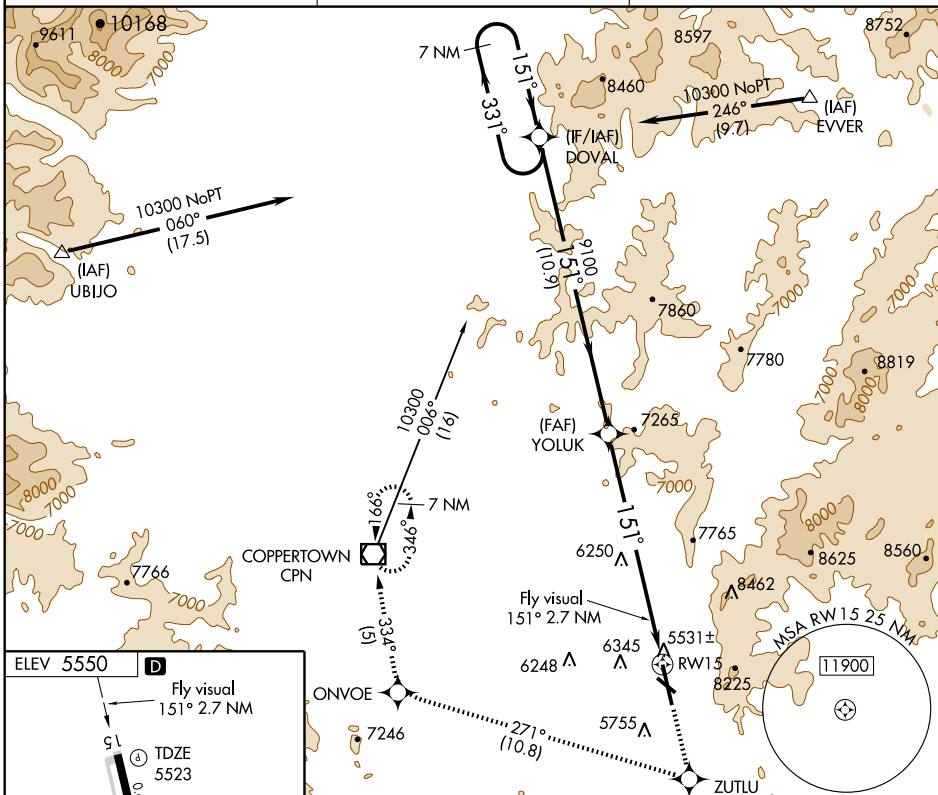 9611
10168
8000
7000
7 NM
151°
331°
8597
8752
8460
10300 NoPT
246°
(9.7)
(IAF)
EVVER
(IF/IAF)
DOVAL
10300 NoPT
060°
(17.5)
(IAF)
UBIJO
9100
151°
(10.9)
7860
7000
7780
7000
8819
7000
8000
10300
006°
(16)
(FAF)
YOLUK
7265
7000
8000
7000
7000
166°
346°
7 NM
151°
7765
8000
8625
8560
COPPERTOWN
CPN
6250
8462
7766
7000
Fly visual
151° 2.7 NM
334°
(5)
5531±
RW15
6248
6345
8225
MSA RW15 25 NM
11900
ELEV 5550
D
Fly visual
151° 2.7 NM
15
TDZE
5523
ONVOE
7246
271°
(10.8)
5755
ZUTLU